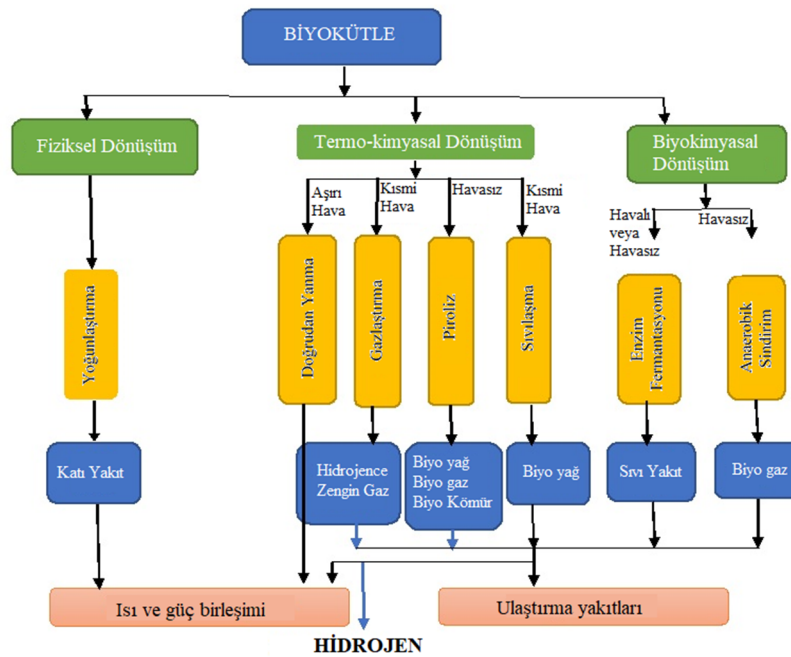 BİYOKÜTLE
Fiziksel Dönüşüm
Termo-kimyasal Dönüşüm
Biyokimyasal
Dönüşüm
Aşırı
Hava
Kısmi
Hava
Havasız
Kısmi
Hava
Havalı
veya
Havasız
Havasız
Yoğunlaştırma
Doğrudan Yanma
Gazlaştırma
Piroliz
Sıvılaşma
Enzim
Fermantasyonu
Anaerobik
Sindirim
Katı Yakıt
Hidrojence
Zengin Gaz
Biyo yağ
Biyo gaz
Biyo Kömür
Biyo yağ
Sıvı Yakıt
Biyo gaz
Isı ve güç birleşimi
Ulaştırma yakıtları
HİDROJEN